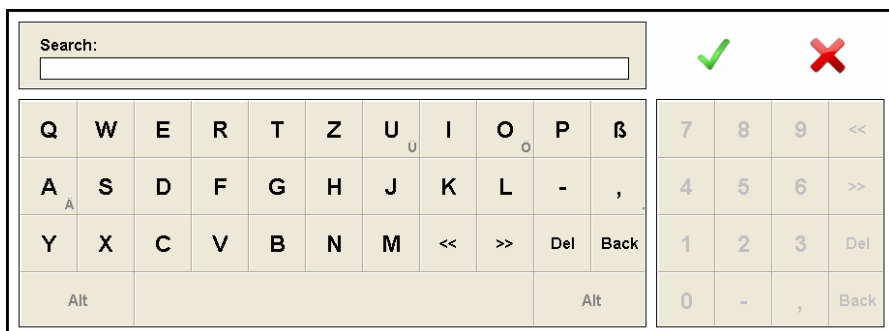 Search:
Q W E R T Z U Ü I O Ö P ß 7 8 9 <<
A Ä S D F G H J K L - , . 4 5 6 >>
Y X C V B N M << >> Del Back 1 2 3 Del
Alt Alt 0 - , Back